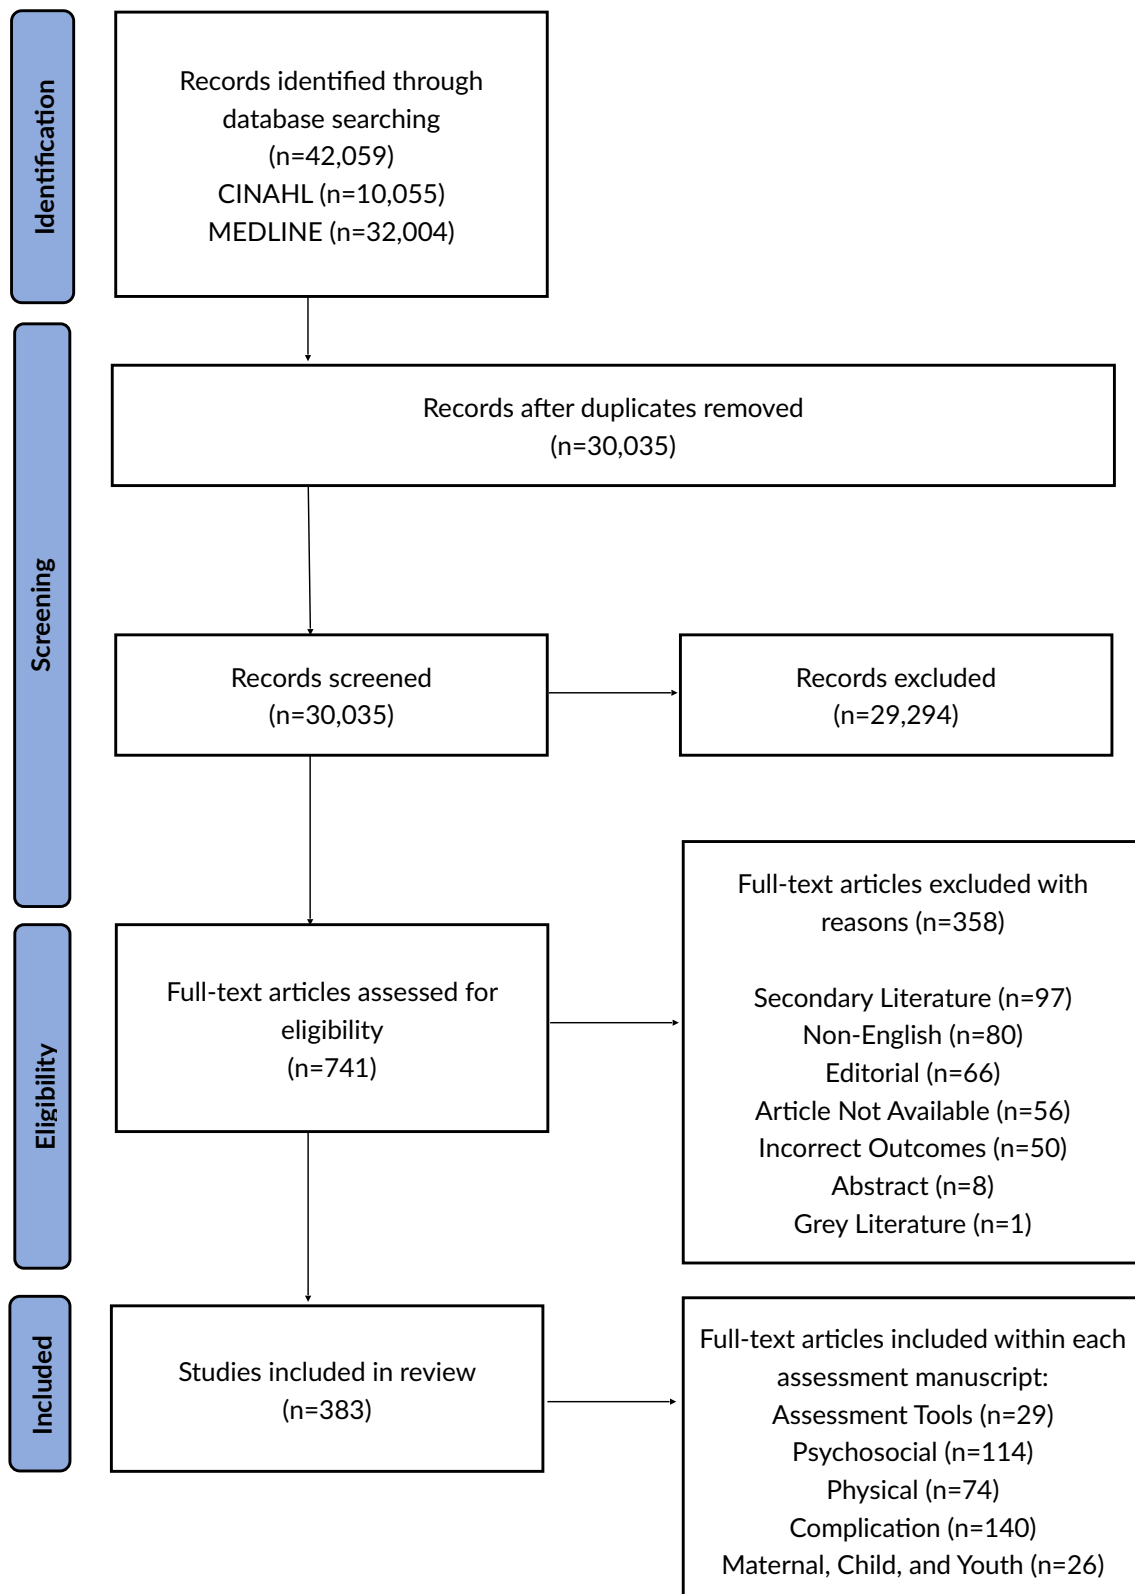 Identification
Records identified through
database searching
(n=42,059)
CINAHL (n=10,055)
MEDLINE (n=32,004)
Screening
Records after duplicates removed
(n=30,035)
Records screened
(n=30,035)
Records excluded
(n=29,294)
Eligibility
Full-text articles assessed for
eligibility
(n=741)
Full-text articles excluded with
reasons (n=358)
Secondary Literature (n=97)
Non-English (n=80)
Editorial (n=66)
Article Not Available (n=56)
Incorrect Outcomes (n=50)
Abstract (n=8)
Grey Literature (n=1)
Included
Studies included in review
(n=383)
Full-text articles included within each
assessment manuscript:
Assessment Tools (n=29)
Psychosocial (n=114)
Physical (n=74)
Complication (n=140)
Maternal, Child, and Youth (n=26)